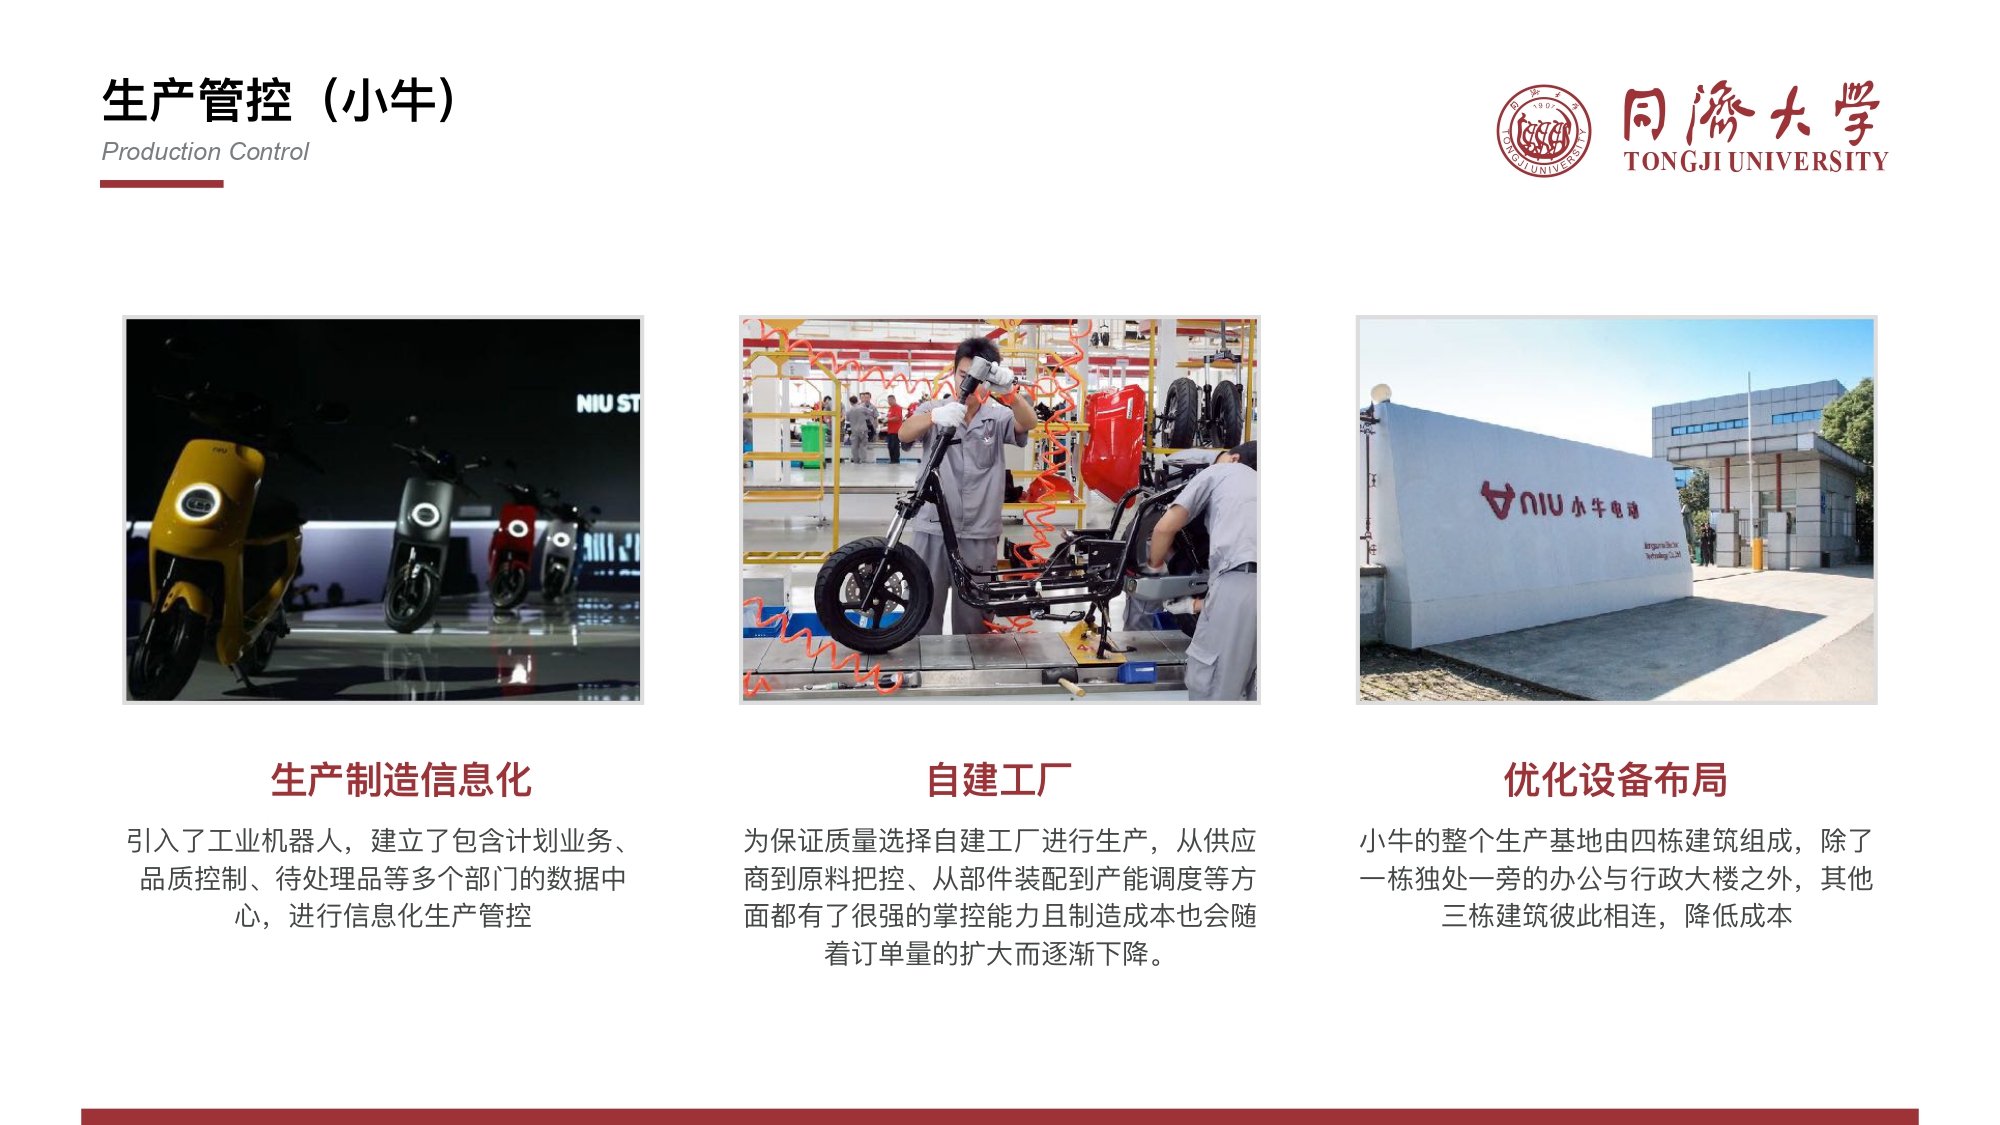 生产管控（小牛）
Production Control
同濟大学
TONGJI UNIVERSITY
1907
TONGJI UNIVERSITY
NIU ST
niu
NIU 小牛电动
生产制造信息化
引入了工业机器人，建立了包含计划业务、
品质控制、待处理品等多个部门的数据中
心，进行信息化生产管控
自建工厂
为保证质量选择自建工厂进行生产，从供应
商到原料把控、从部件装配到产能调度等方
面都有了很强的掌控能力且制造成本也会随
着订单量的扩大而逐渐下降。
优化设备布局
小牛的整个生产基地由四栋建筑组成，除了
一栋独处一旁的办公与行政大楼之外，其他
三栋建筑彼此相连，降低成本